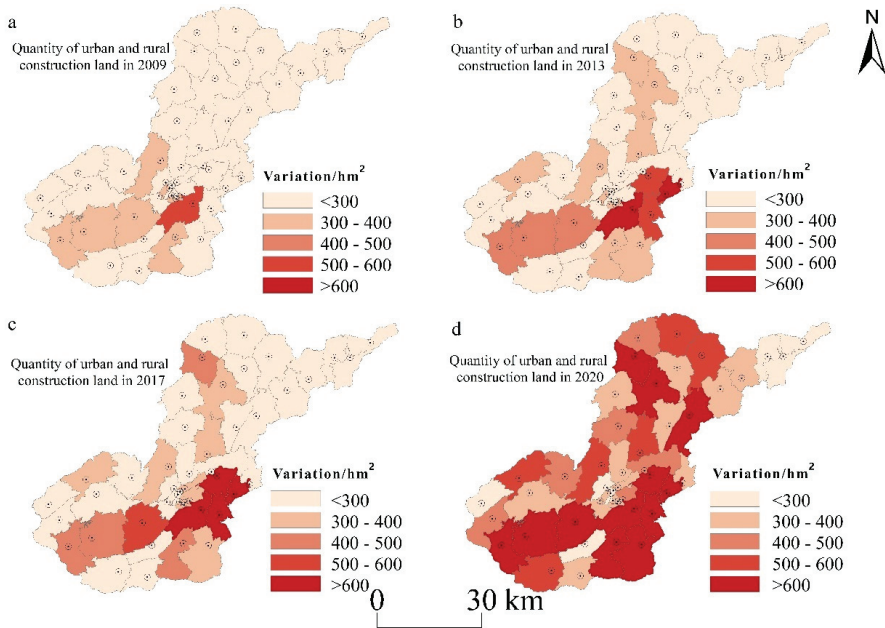 a
Quantity of urban and rural
construction land in 2009
Variation/hm²
<300
300 - 400
400 - 500
500 - 600
>600
b
Quantity of urban and rural
construction land in 2013
N
Variation/hm²
<300
300 - 400
400 - 500
500 - 600
>600
c
Quantity of urban and rural
construction land in 2017
Variation/hm²
<300
300 - 400
400 - 500
500 - 600
>600
d
Quantity of urban and rural
construction land in 2020
Variation/hm²
<300
300 - 400
400 - 500
500 - 600
>600
0 30 km